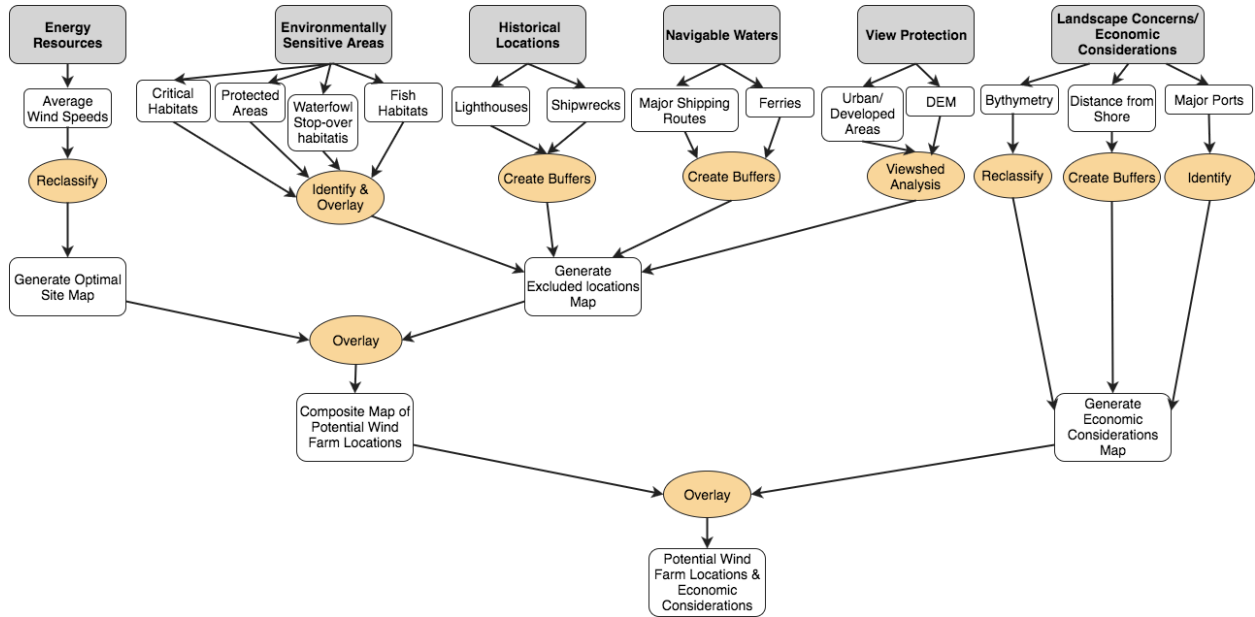 Energy
Resources
Environmentally
Sensitive Areas
Historical
Locations
Navigable Waters
View Protection
Landscape Concerns/
Economic
Considerations
Average
Wind Speeds
Critical
Habitats
Protected
Areas
Waterfowl
Stop-over
habitatis
Fish
Habitats
Lighthouses
Shipwrecks
Major Shipping
Routes
Ferries
Urban/
Developed
Areas
DEM
Bythymetry
Distance from
Shore
Major Ports
Reclassify
Identify &
Overlay
Create Buffers
Create Buffers
Viewshed
Analysis
Reclassify
Create Buffers
Identify
Generate Optimal
Site Map
Generate
Excluded locations
Map
Overlay
Composite Map of
Potential Wind
Farm Locations
Generate
Economic
Considerations
Map
Overlay
Potential Wind
Farm Locations &
Economic
Considerations